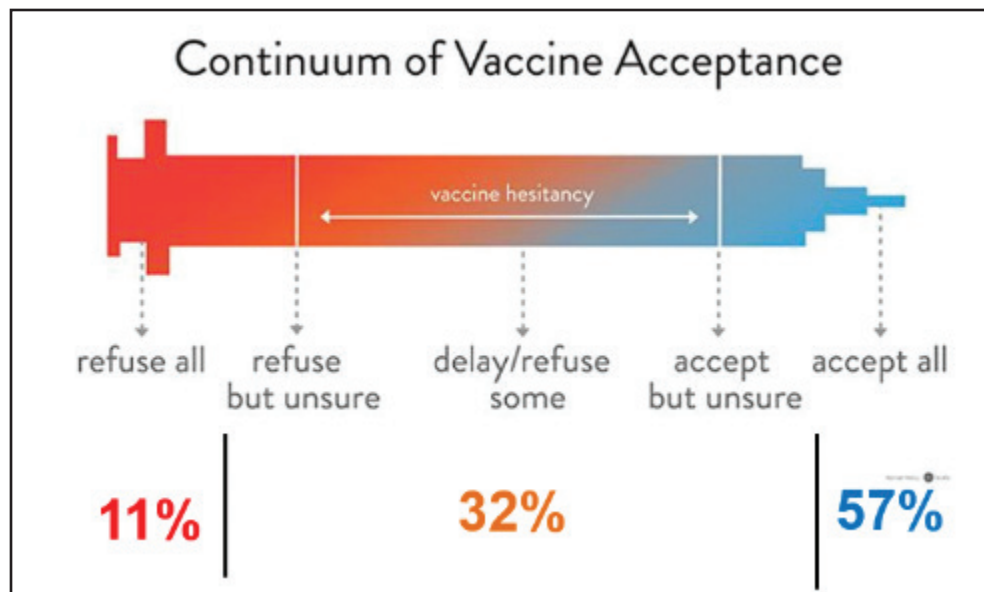 Continuum of Vaccine Acceptance
vaccine hesitancy
refuse all
refuse
but unsure
delay/refuse
some
accept
but unsure
accept all
11%
32%
57%